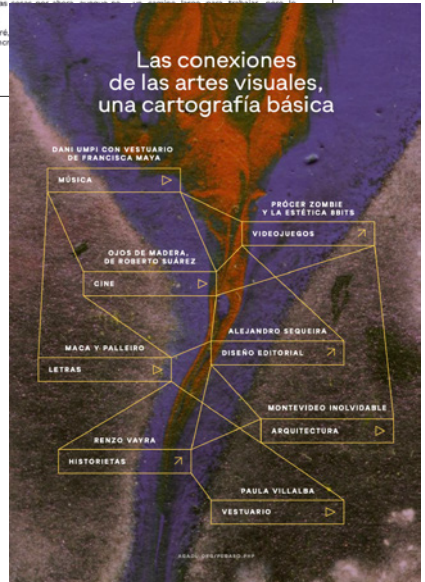 Las conexiones
de las artes visuales,
una cartografía básica
DANI UMPI CON VESTUARIO
DE FRANCISCA MAYA
MÚSICA
PRÓCER ZOMBIE
Y LA ESTÉTICA 8BITS
VIDEOJUEGOS
OJOS DE MADERA,
DE ROBERTO SUÁREZ
CINE
ALEJANDRO SEQUEIRA
DISEÑO EDITORIAL
MACA Y PALLEIRO
LETRAS
MONTEVIDEO INOLVIDABLE
ARQUITECTURA
RENZO VAYRA
HISTORIETAS
PAULA VILLALBA
VESTUARIO